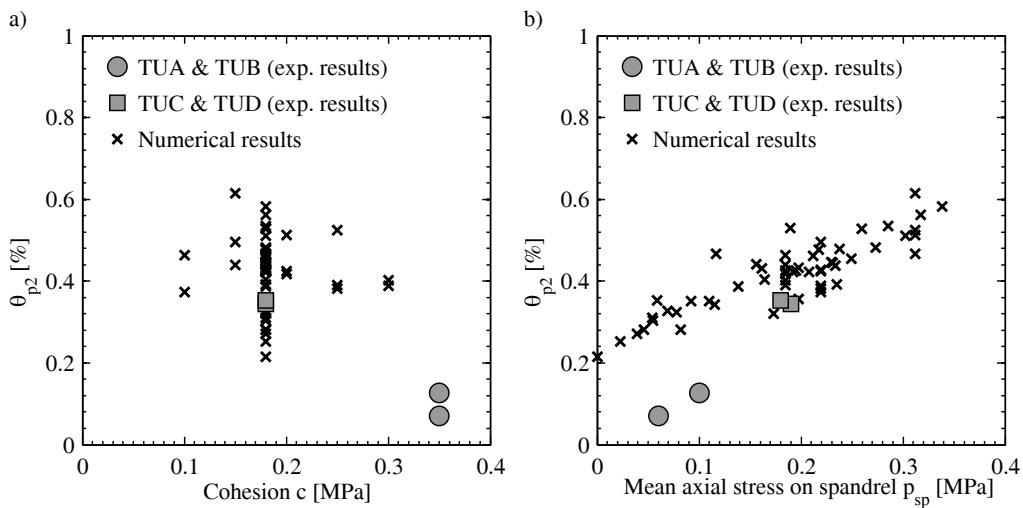 a)
1
0.8
0.6
0.4
0.2
0
θp2 [%]
TUA & TUB (exp. results)
TUC & TUD (exp. results)
Numerical results
0 0.1 0.2 0.3 0.4
Cohesion c [MPa]
b)
1
0.8
0.6
0.4
0.2
0
θp2 [%]
TUA & TUB (exp. results)
TUC & TUD (exp. results)
Numerical results
0 0.1 0.2 0.3 0.4
Mean axial stress on spandrel psp [MPa]